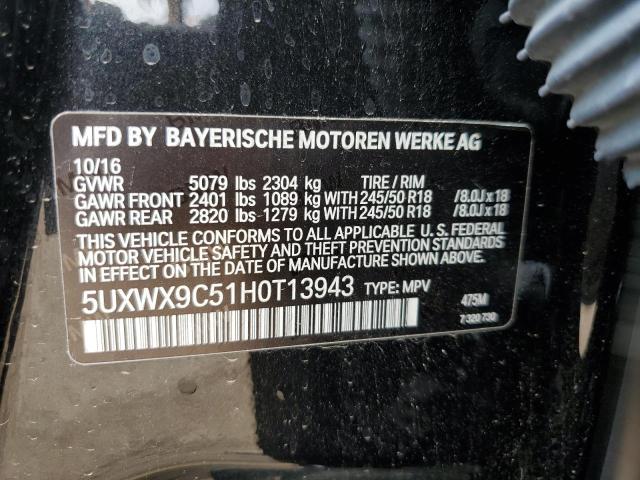 MFD BY BAYERISCHE MOTOREN WERKE AG
10/16
GVWR 5079 lbs 2304 kg TIRE / RIM
GAWR FRONT 2401 lbs 1089 kg WITH 245/50 R18 /8.0J x 18
GAWR REAR 2820 lbs 1279 kg WITH 245/50 R18 /8.0J x 18
THIS VEHICLE CONFORMS TO ALL APPLICABLE U. S. FEDERAL
MOTOR VEHICLE SAFETY AND THEFT PREVENTION STANDARDS
IN EFFECT ON THE DATE OF MANUFACTURE SHOWN ABOVE.
5UXWX9C51H0T13943 TYPE: MPV 475M
7 320 730